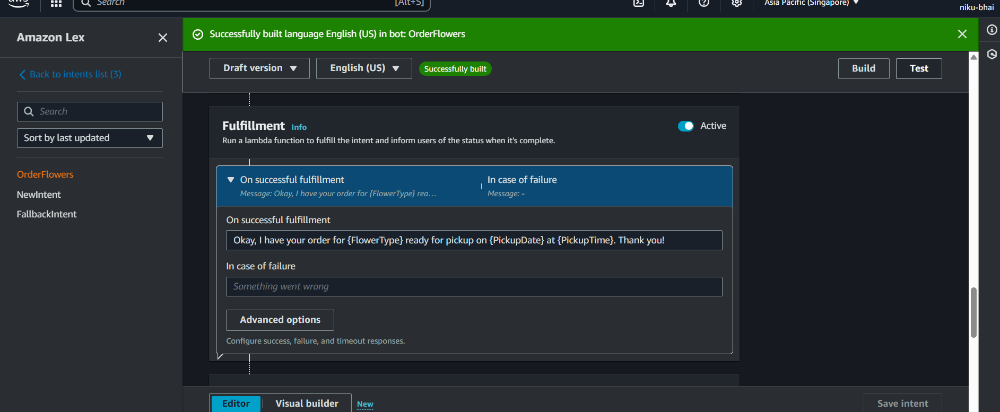 aws
Search
[Alt+S]
Asia Pacific (Singapore)
niku-bhai
Amazon Lex
Successfully built language English (US) in bot: OrderFlowers
Back to intents list (3)
Draft version
English (US)
Successfully built
Build
Test
Search
Sort by last updated
OrderFlowers
NewIntent
FallbackIntent
Fulfillment Info
Active
Run a lambda function to fulfill the intent and inform users of the status when it's complete.
On successful fulfillment
Message: Okay, I have your order for {FlowerType} rea...
In case of failure
Message: -
On successful fulfillment
Okay, I have your order for {FlowerType} ready for pickup on {PickupDate} at {PickupTime}. Thank you!
In case of failure
Something went wrong
Advanced options
Configure success, failure, and timeout responses.
Editor
Visual builder
New
Save intent